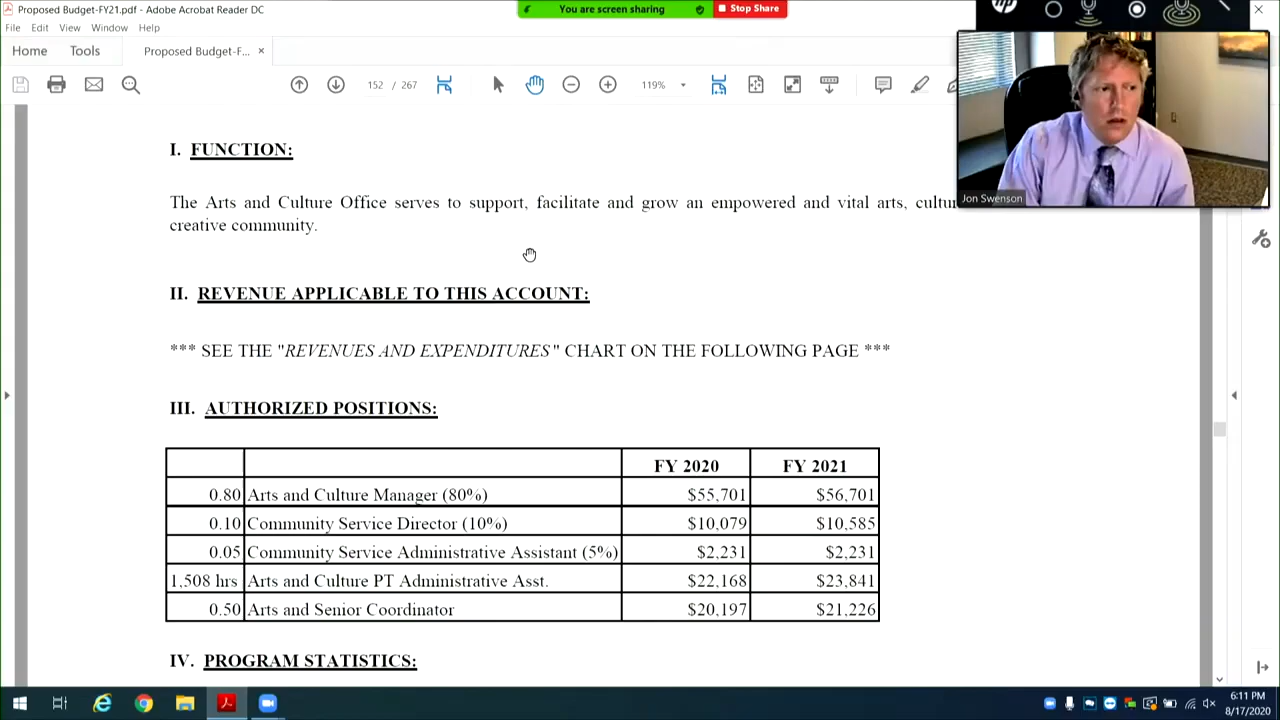 Proposed Budget-FY21.pdf - Adobe Acrobat Reader DC
You are screen sharing
Stop Share
File Edit View Window Help
Home Tools Proposed Budget-F... ×
152 / 267
119%
Jon Swenson
I. FUNCTION:
The Arts and Culture Office serves to support, facilitate and grow an empowered and vital arts,
creative community.
II. REVENUE APPLICABLE TO THIS ACCOUNT:
*** SEE THE "REVENUES AND EXPENDITURES" CHART ON THE FOLLOWING PAGE ***
III. AUTHORIZED POSITIONS:
FY 2020 FY 2021
0.80 Arts and Culture Manager (80%) $55,701 $56,701
0.10 Community Service Director (10%) $10,079 $10,585
0.05 Community Service Administrative Assistant (5%) $2,231 $2,231
1,508 hrs Arts and Culture PT Administrative Asst. $22,168 $23,841
0.50 Arts and Senior Coordinator $20,197 $21,226
IV. PROGRAM STATISTICS:
6:11 PM
8/17/2020